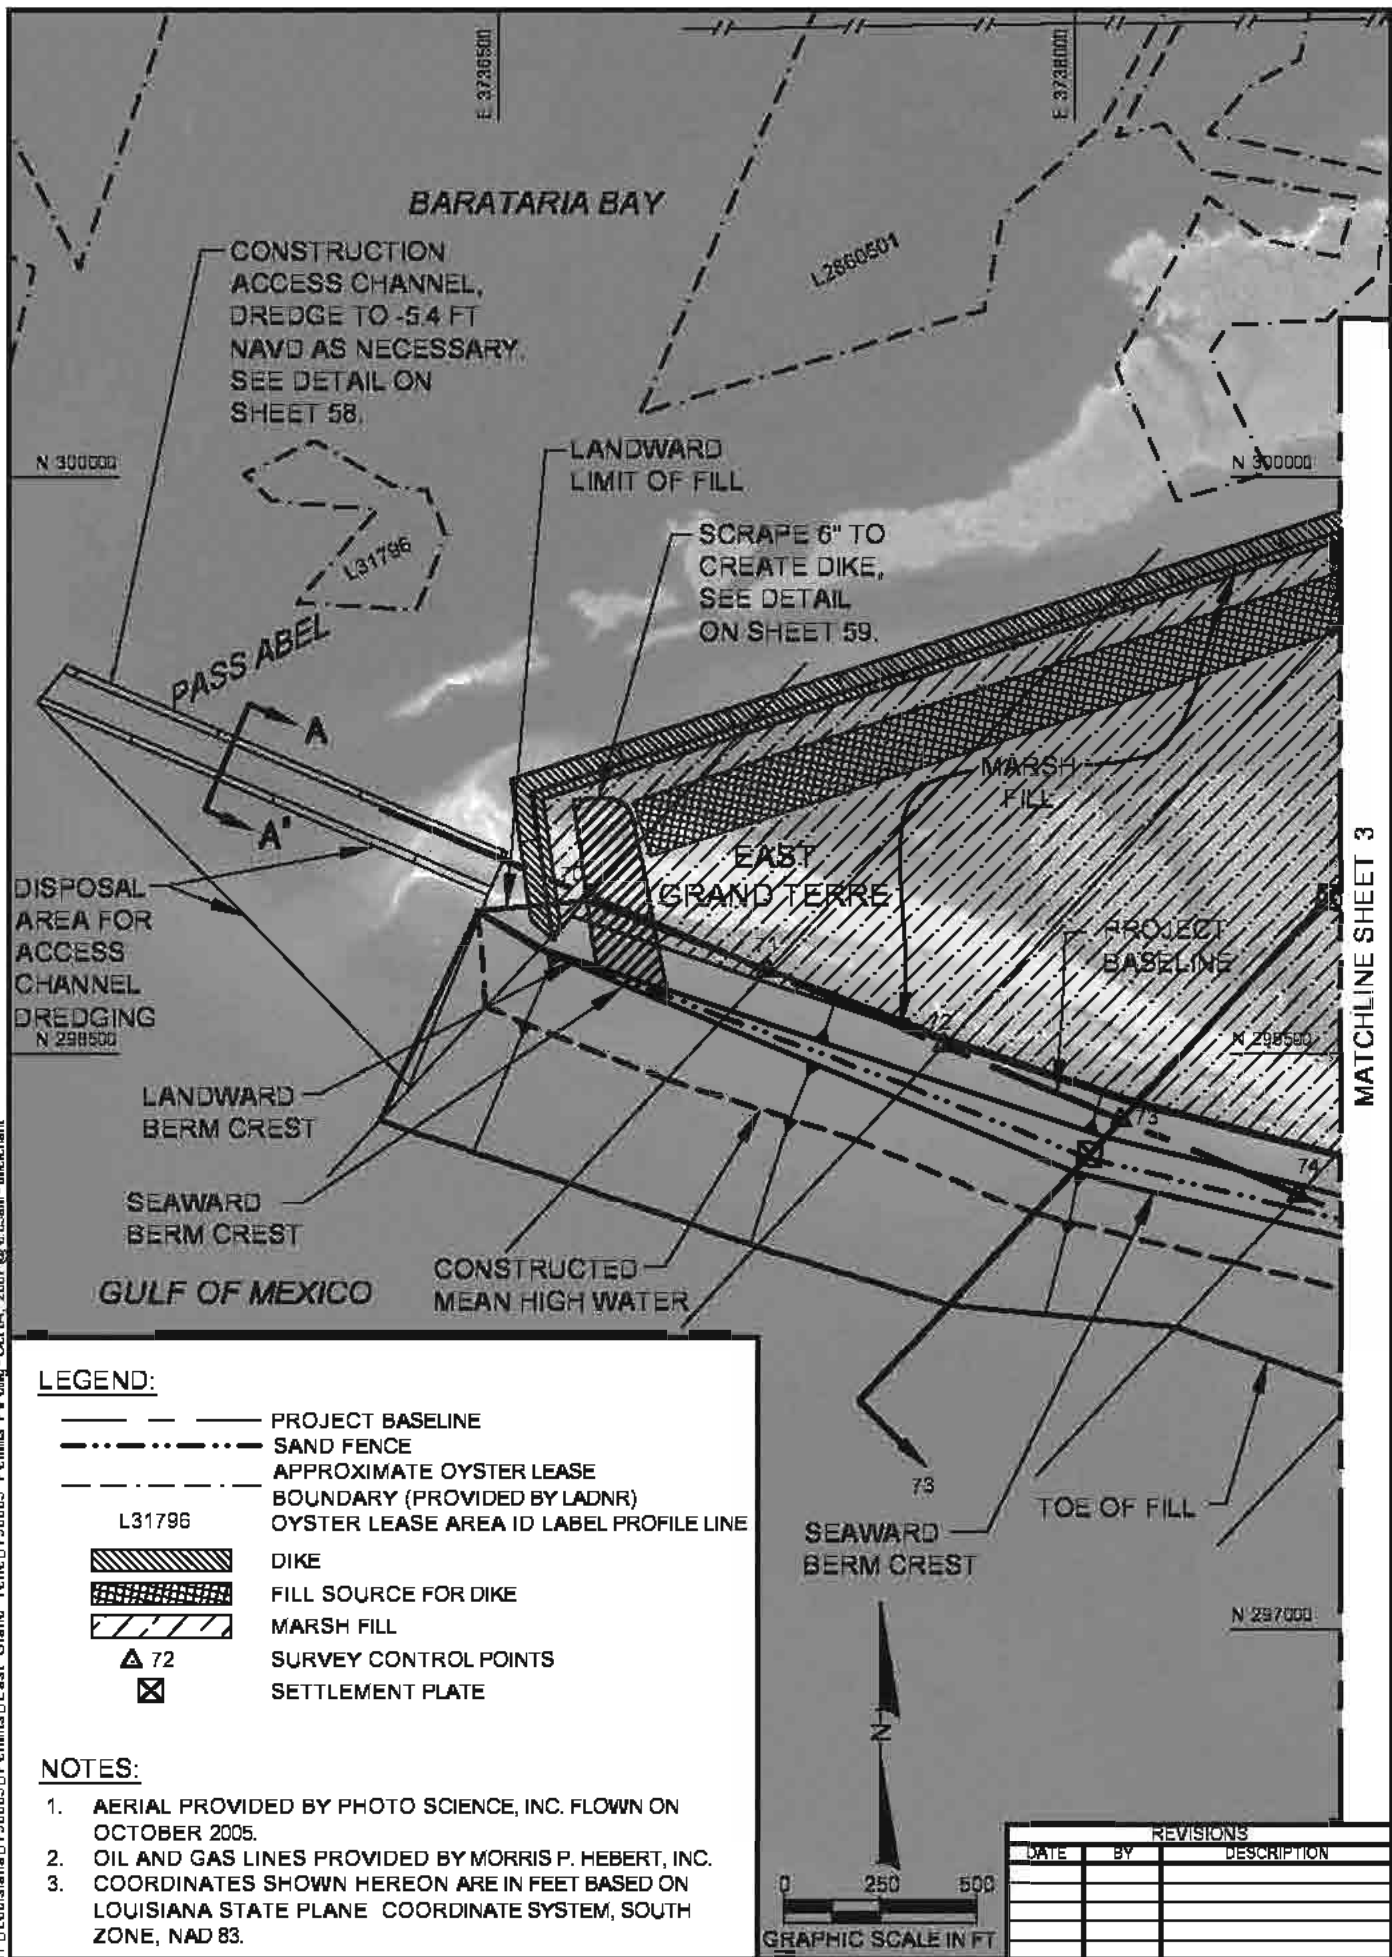 E 3736500
E 3738000
BARATARIA BAY
CONSTRUCTION
ACCESS CHANNEL,
DREDGE TO -5.4 FT
NAVD AS NECESSARY.
SEE DETAIL ON
SHEET 58.
L2860501
N 300000
N 300000
LANDWARD
LIMIT OF FILL
L31796
SCRAPE 6" TO
CREATE DIKE,
SEE DETAIL
ON SHEET 59.
PASS ABEL
A
A'
MARSH
FILL
EAST
GRAND TERRE
DISPOSAL
AREA FOR
ACCESS
CHANNEL
DREDGING
N 298500
PROJECT
BASELINE
N 298500
MATCHLINE SHEET 3
70
71
72
73
74
LANDWARD
BERM CREST
SEAWARD
BERM CREST
GULF OF MEXICO
CONSTRUCTED
MEAN HIGH WATER
73
TOE OF FILL
SEAWARD
BERM CREST
N 297000
LEGEND:
PROJECT BASELINE
SAND FENCE
APPROXIMATE OYSTER LEASE
BOUNDARY (PROVIDED BY LADNR)
L31796 OYSTER LEASE AREA ID LABEL PROFILE LINE
DIKE
FILL SOURCE FOR DIKE
MARSH FILL
72 SURVEY CONTROL POINTS
SETTLEMENT PLATE
NOTES:
1. AERIAL PROVIDED BY PHOTO SCIENCE, INC. FLOWN ON
OCTOBER 2005.
2. OIL AND GAS LINES PROVIDED BY MORRIS P. HEBERT, INC.
3. COORDINATES SHOWN HEREON ARE IN FEET BASED ON
LOUISIANA STATE PLANE COORDINATE SYSTEM, SOUTH
ZONE, NAD 83.
N
0 250 500
GRAPHIC SCALE IN FT
REVISIONS
DATE BY DESCRIPTION